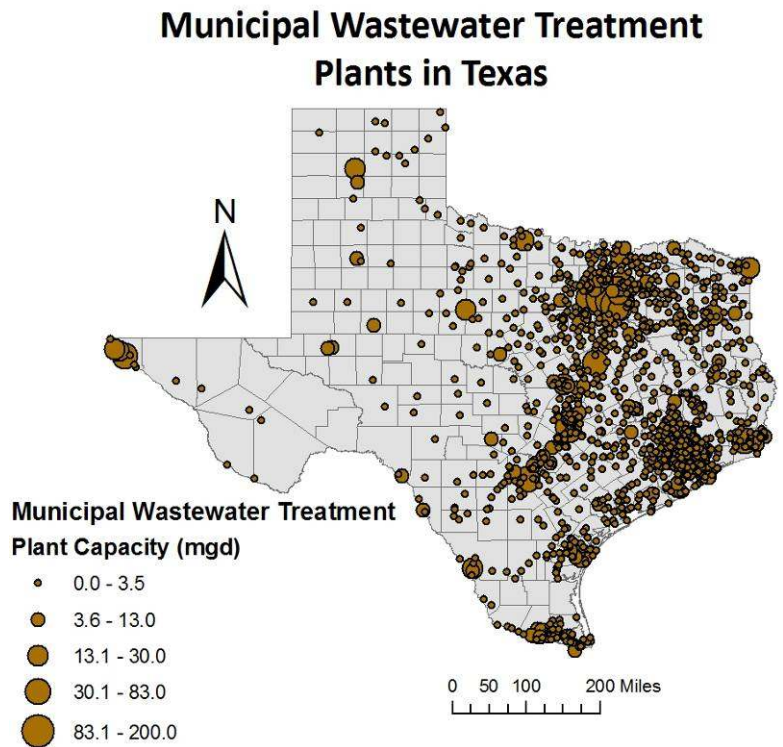 Municipal Wastewater Treatment
Plants in Texas
N
Municipal Wastewater Treatment
Plant Capacity (mgd)
0.0 - 3.5
3.6 - 13.0
13.1 - 30.0
30.1 - 83.0
83.1 - 200.0
0 50 100 200 Miles